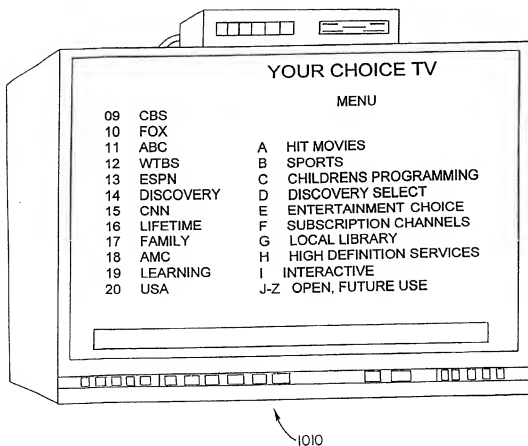 YOUR CHOICE TV
MENU
09 CBS
10 FOX
11 ABC A HIT MOVIES
12 WTBS B SPORTS
13 ESPN C CHILDRENS PROGRAMMING
14 DISCOVERY D DISCOVERY SELECT
15 CNN E ENTERTAINMENT CHOICE
16 LIFETIME F SUBSCRIPTION CHANNELS
17 FAMILY G LOCAL LIBRARY
18 AMC H HIGH DEFINITION SERVICES
19 LEARNING I INTERACTIVE
20 USA J-Z OPEN, FUTURE USE
1010